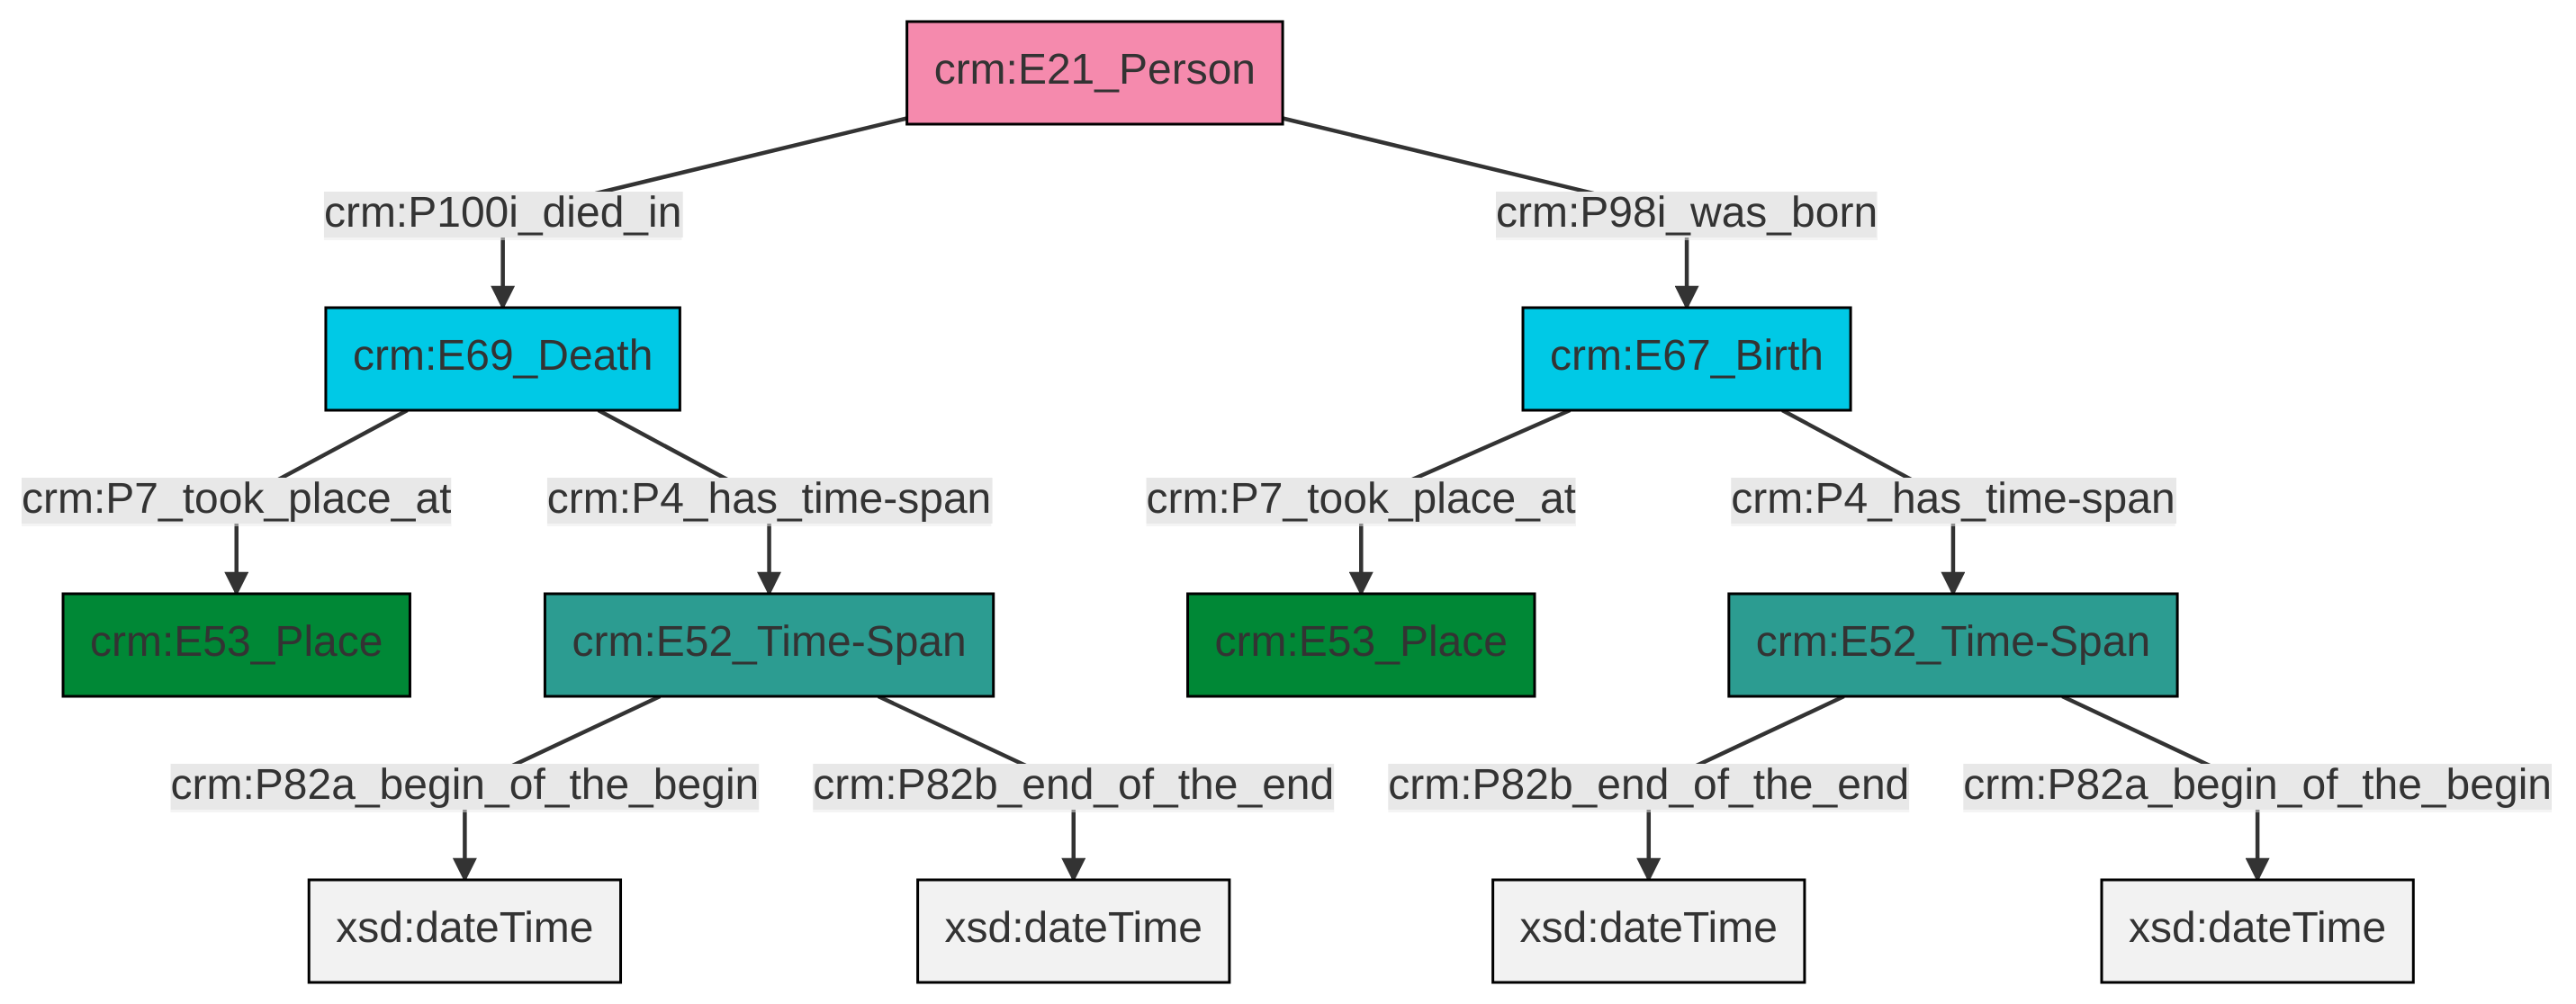 crm:E21_Person
crm:P100i_died_in
crm:P98i_was_born
crm:E69_Death
crm:E67_Birth
crm:P7_took_place_at
crm:P4_has_time-span
crm:P7_took_place_at
crm:P4_has_time-span
crm:E53_Place
crm:E52_Time-Span
crm:E53_Place
crm:E52_Time-Span
crm:P82a_begin_of_the_begin
crm:P82b_end_of_the_end
crm:P82b_end_of_the_end
crm:P82a_begin_of_the_begin
xsd:dateTime
xsd:dateTime
xsd:dateTime
xsd:dateTime